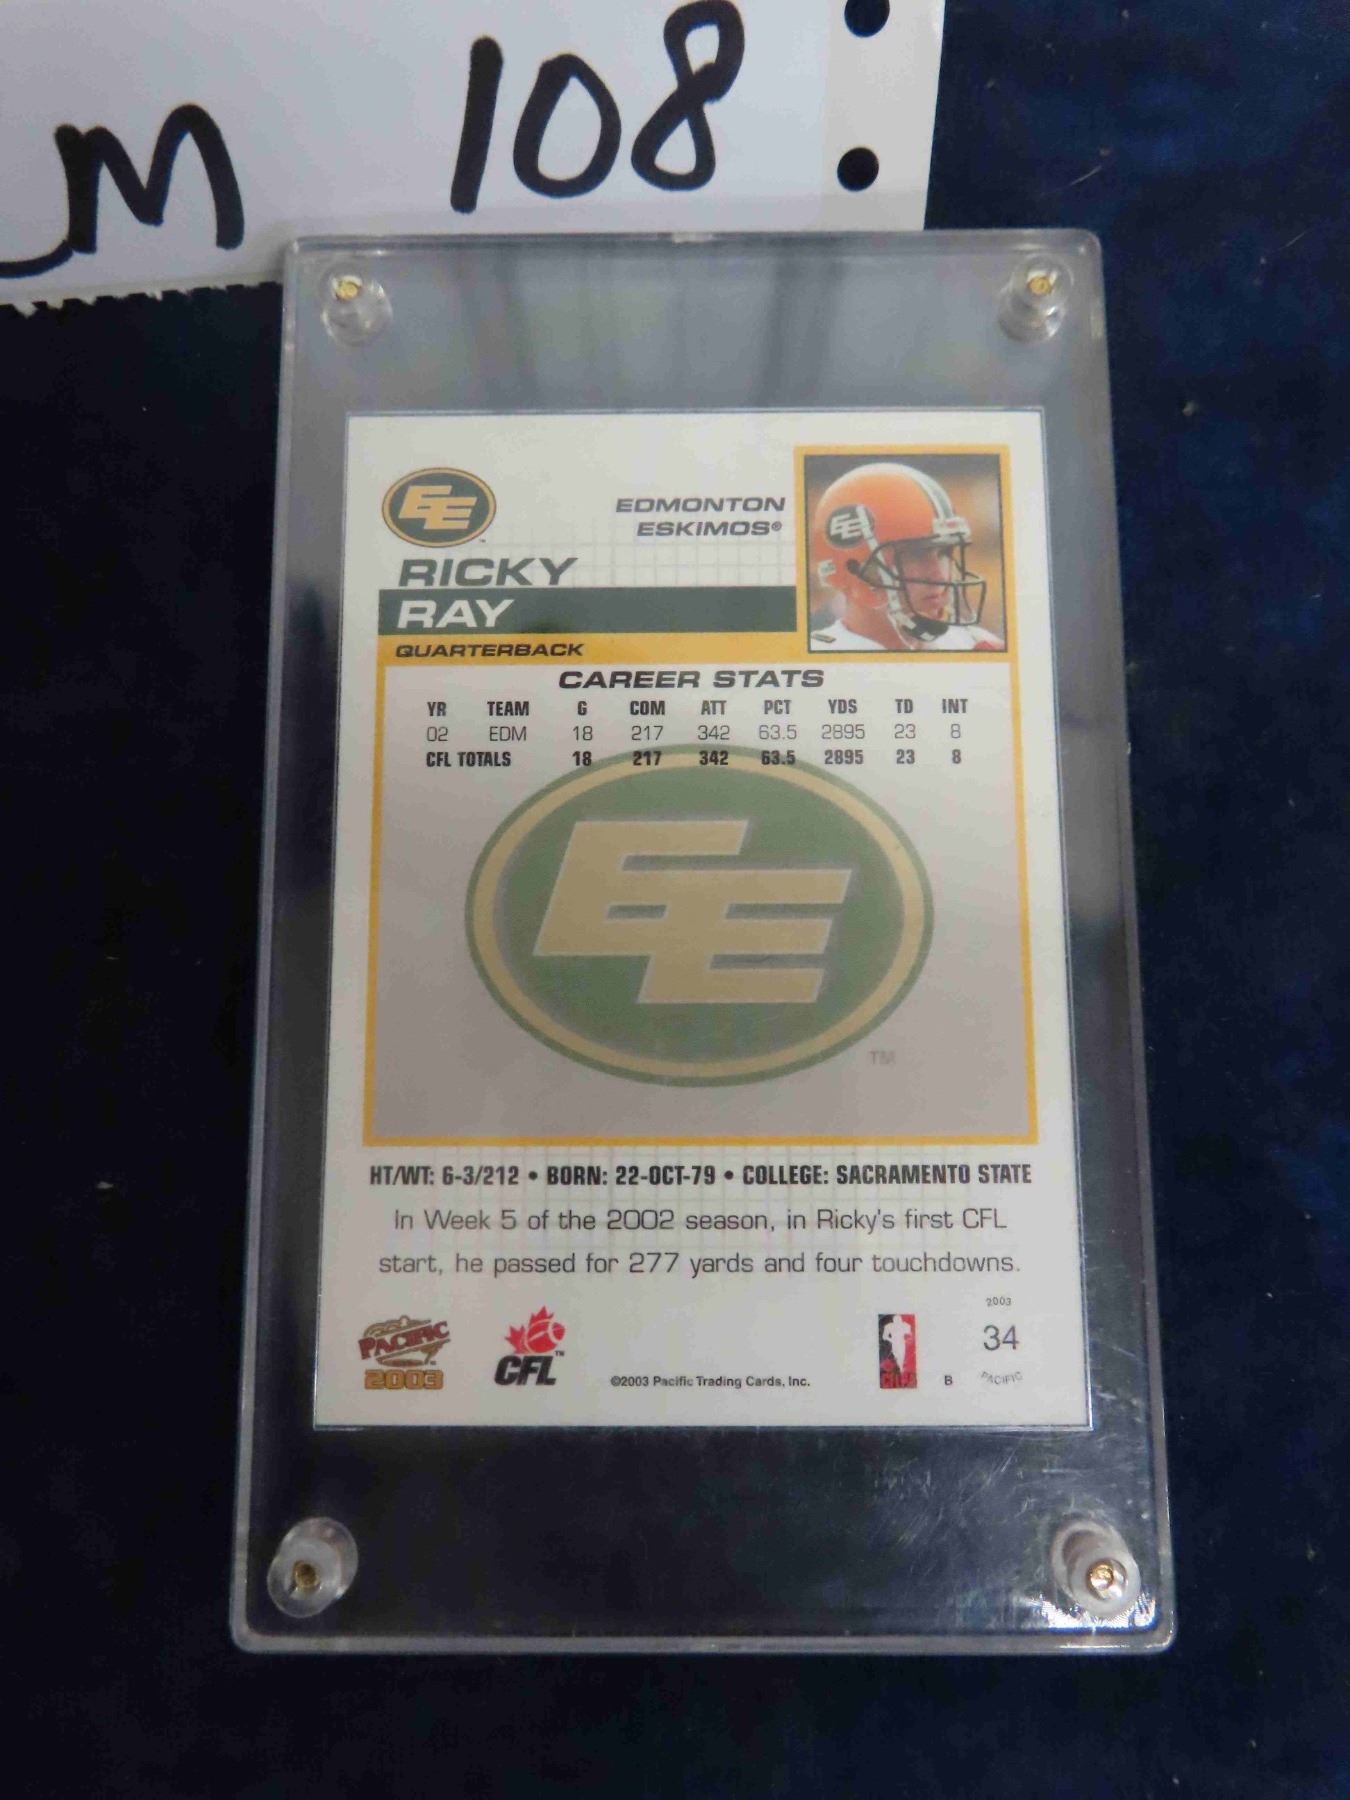 M 108
EE
EDMONTON
ESKIMOS®
RICKY
RAY
QUARTERBACK
EE
CAREER STATS
YR TEAM G COM ATT PCT YDS TD INT
02 EDM 18 217 342 63.5 2895 23 8
CFL TOTALS 18 217 342 63.5 2895 23 8
EE
TM
HT/WT: 6-3/212 • BORN: 22-OCT-79 • COLLEGE: SACRAMENTO STATE
In Week 5 of the 2002 season, in Ricky's first CFL
start, he passed for 277 yards and four touchdowns.
PACIFIC
2003
CFL™
©2003 Pacific Trading Cards, Inc.
CFLPA
B
2003
34
PACIFIC